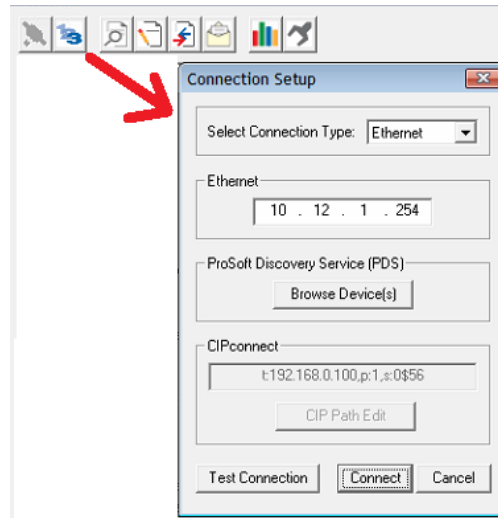 Connection Setup
Select Connection Type: Ethernet
Ethernet
10 . 12 . 1 . 254
ProSoft Discovery Service (PDS)
Browse Device(s)
CIPconnect
t:192.168.0.100,p:1,s:0$56
CIP Path Edit
Test Connection Connect Cancel